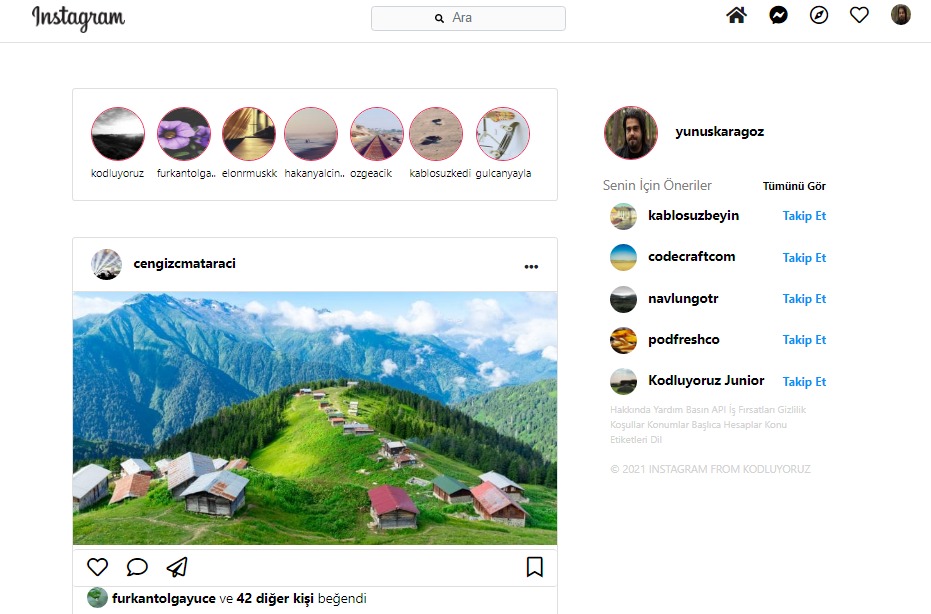 Instagram
Ara
kodluyoruz furkantolga.. elonrmuskk hakanyalcin.. ozgeacik kablosuzkedi gulcanyayla
yunuskaragoz
Senin İçin Öneriler Tümünü Gör
kablosuzbeyin Takip Et
codecraftcom Takip Et
navlungotr Takip Et
podfreshco Takip Et
Kodluyoruz Junior Takip Et
Hakkında Yardım Basın API İş Fırsatları Gizlilik
Koşullar Konumlar Başlıca Hesaplar Konu
Etiketleri Dil
© 2021 INSTAGRAM FROM KODLUYORUZ
cengizcmataraci
furkantolgayuce ve 42 diğer kişi beğendi